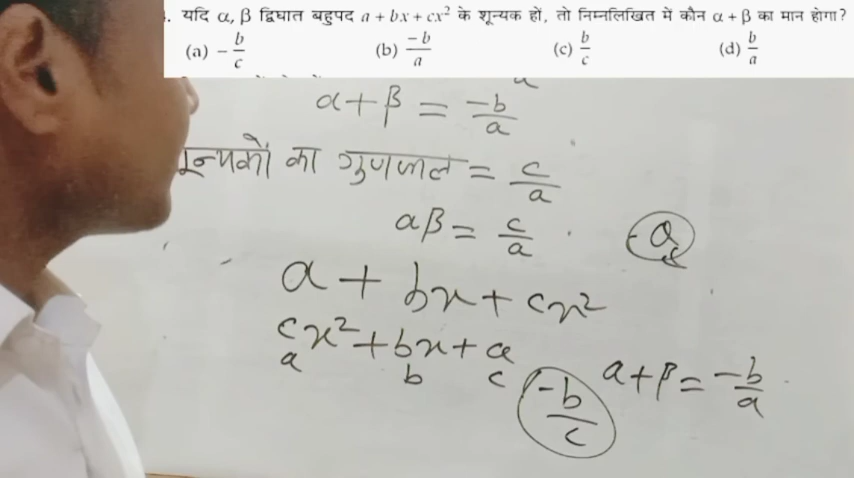 . यदि α, β द्विघात बहुपद a + bx + cx² के शून्यक हों, तो निम्नलिखित में कौन α + β का मान होगा?
(a) -b/c (b) -b/a (c) b/c (d) b/a
α+β = -b/a
न्यकों का गुणनफल = c/a
αβ = c/a
a + bx + cx²
cx² + bx + a
a b c
-b/c
α+β = -b/a